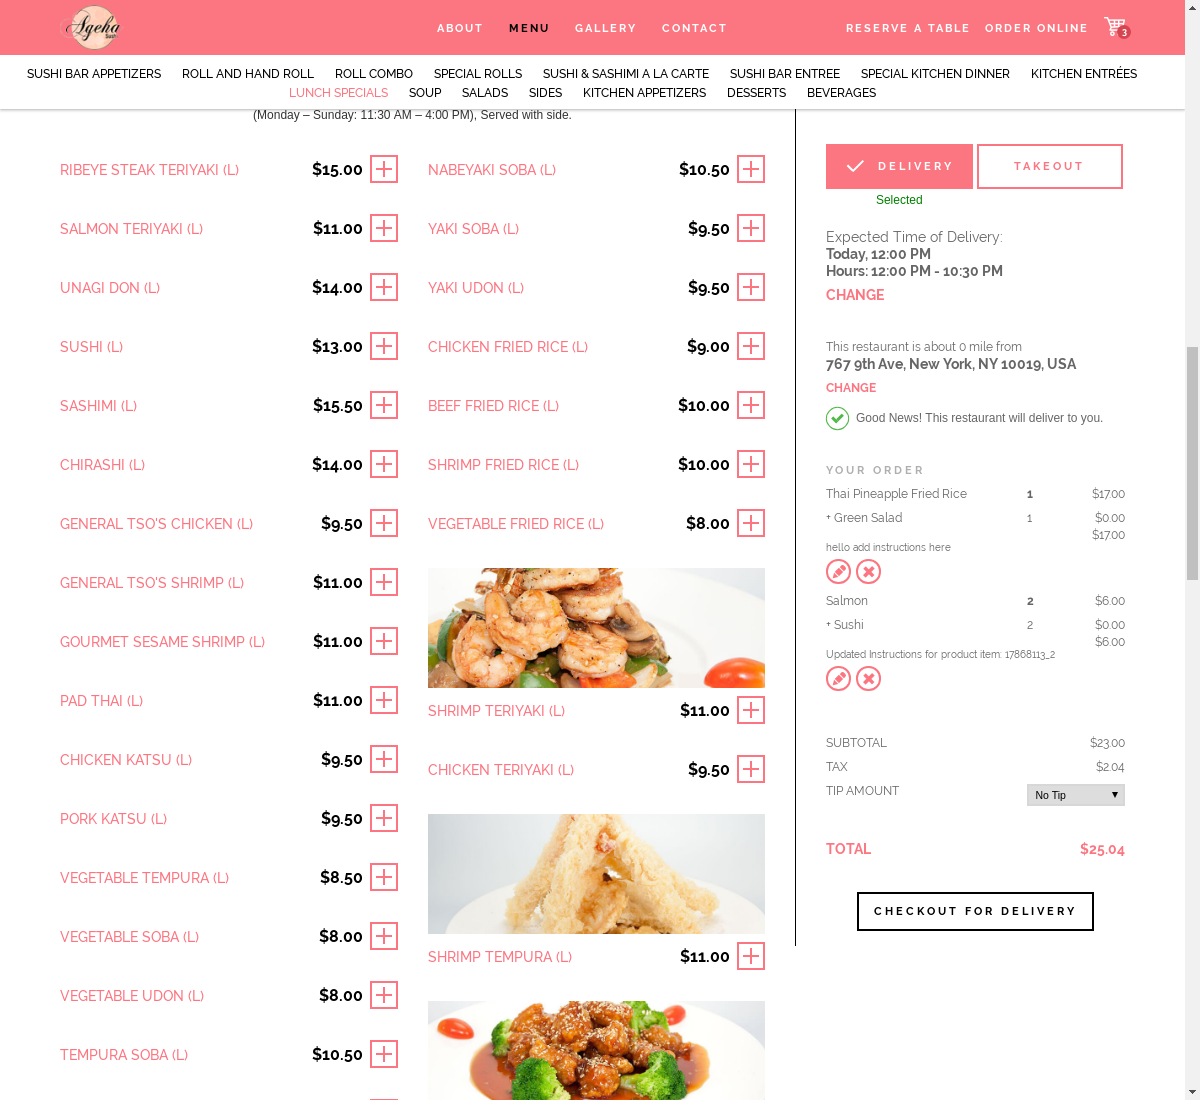 Ageha
Sushi
ABOUT MENU GALLERY CONTACT RESERVE A TABLE ORDER ONLINE 3
SUSHI BAR APPETIZERS ROLL AND HAND ROLL ROLL COMBO SPECIAL ROLLS SUSHI & SASHIMI A LA CARTE SUSHI BAR ENTREE SPECIAL KITCHEN DINNER KITCHEN ENTRÉES
LUNCH SPECIALS SOUP SALADS SIDES KITCHEN APPETIZERS DESSERTS BEVERAGES
(Monday – Sunday: 11:30 AM – 4:00 PM), Served with side.
RIBEYE STEAK TERIYAKI (L) $15.00
SALMON TERIYAKI (L) $11.00
UNAGI DON (L) $14.00
SUSHI (L) $13.00
SASHIMI (L) $15.50
CHIRASHI (L) $14.00
GENERAL TSO'S CHICKEN (L) $9.50
GENERAL TSO'S SHRIMP (L) $11.00
GOURMET SESAME SHRIMP (L) $11.00
PAD THAI (L) $11.00
CHICKEN KATSU (L) $9.50
PORK KATSU (L) $9.50
VEGETABLE TEMPURA (L) $8.50
VEGETABLE SOBA (L) $8.00
VEGETABLE UDON (L) $8.00
TEMPURA SOBA (L) $10.50
NABEYAKI SOBA (L) $10.50
YAKI SOBA (L) $9.50
YAKI UDON (L) $9.50
CHICKEN FRIED RICE (L) $9.00
BEEF FRIED RICE (L) $10.00
SHRIMP FRIED RICE (L) $10.00
VEGETABLE FRIED RICE (L) $8.00
SHRIMP TERIYAKI (L) $11.00
CHICKEN TERIYAKI (L) $9.50
SHRIMP TEMPURA (L) $11.00
DELIVERY TAKEOUT
Selected
Expected Time of Delivery:
Today, 12:00 PM
Hours: 12:00 PM - 10:30 PM
CHANGE
This restaurant is about 0 mile from
767 9th Ave, New York, NY 10019, USA
CHANGE
Good News! This restaurant will deliver to you.
YOUR ORDER
Thai Pineapple Fried Rice 1 $17.00
+ Green Salad 1 $0.00
$17.00
hello add instructions here
Salmon 2 $6.00
+ Sushi 2 $0.00
$6.00
Updated Instructions for product item: 17868113_2
SUBTOTAL $23.00
TAX $2.04
TIP AMOUNT No Tip
TOTAL $25.04
CHECKOUT FOR DELIVERY